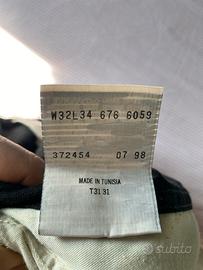 W32L34 676 6059
372454 07 98
MADE IN TUNISIA
T31 31
subito